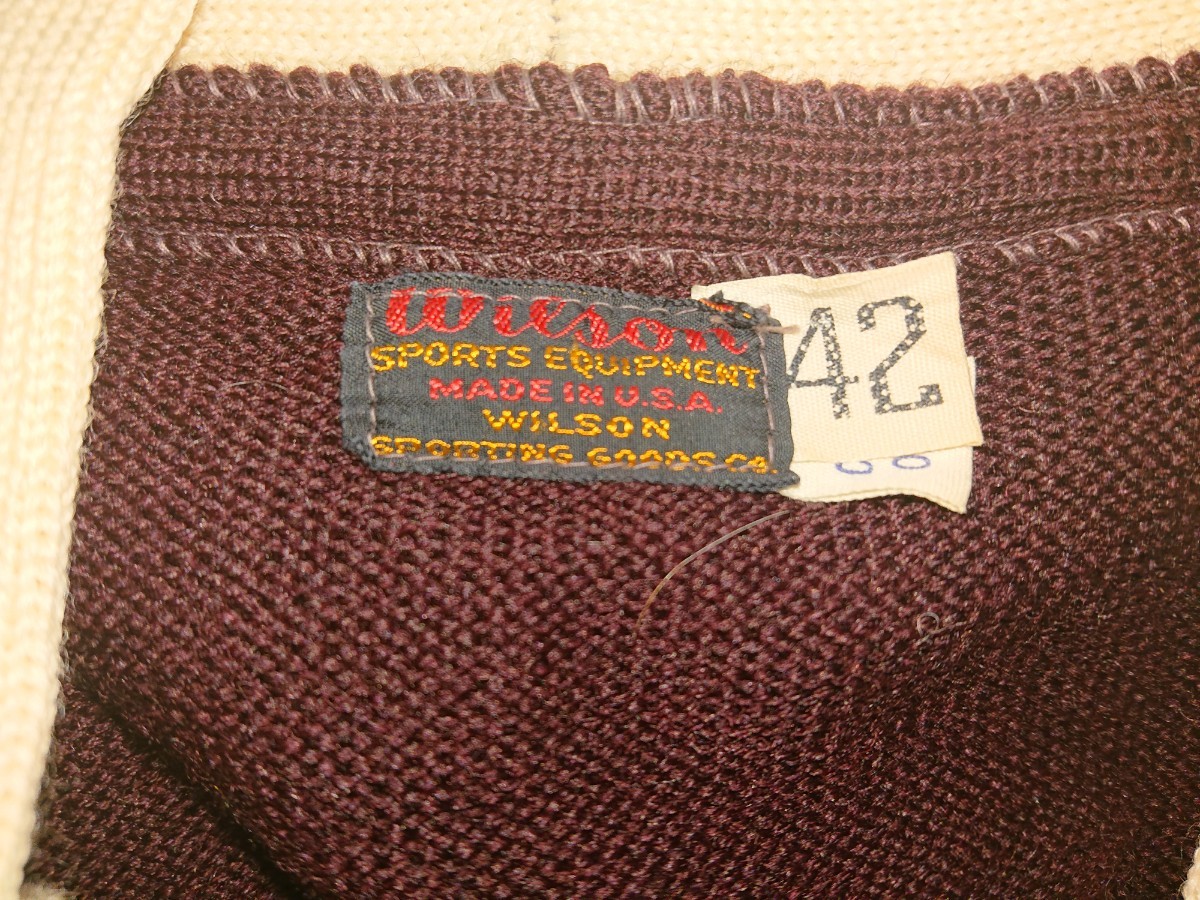 Wilson
SPORTS EQUIPMENT
MADE IN U.S.A.
WILSON
SPORTING GOODS CO.
42